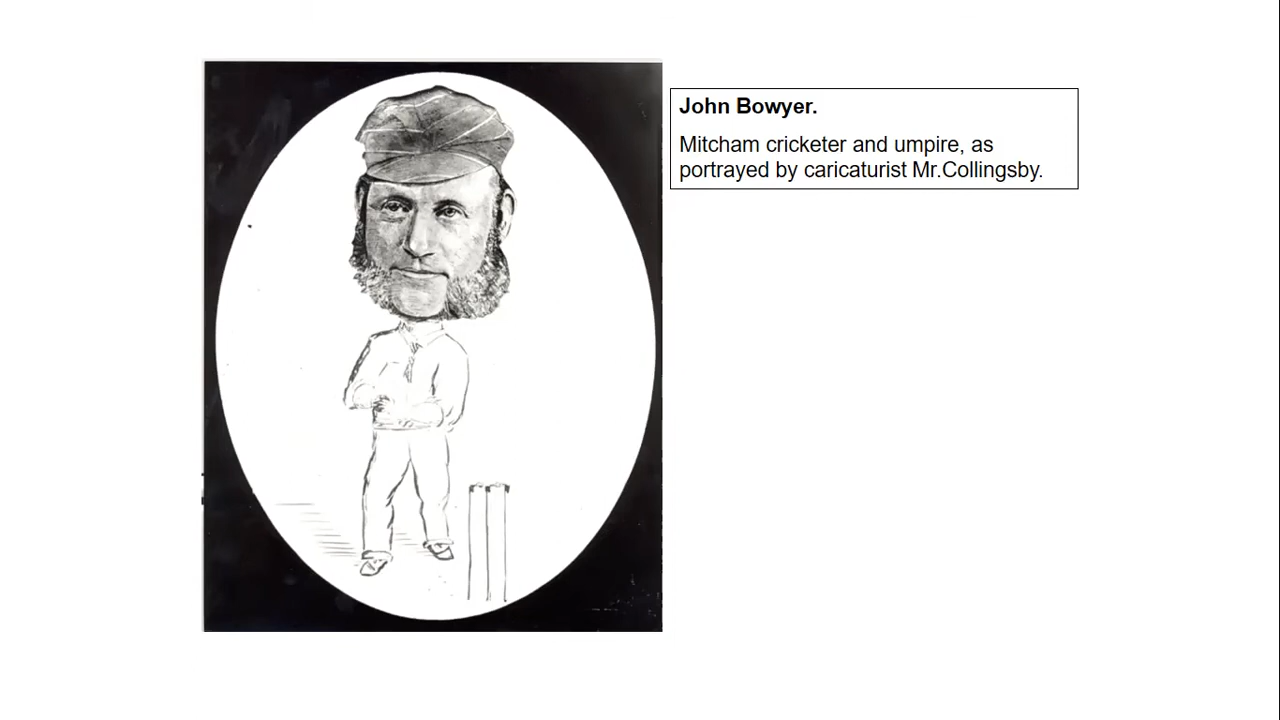 John Bowyer.
Mitcham cricketer and umpire, as
portrayed by caricaturist Mr.Collingsby.